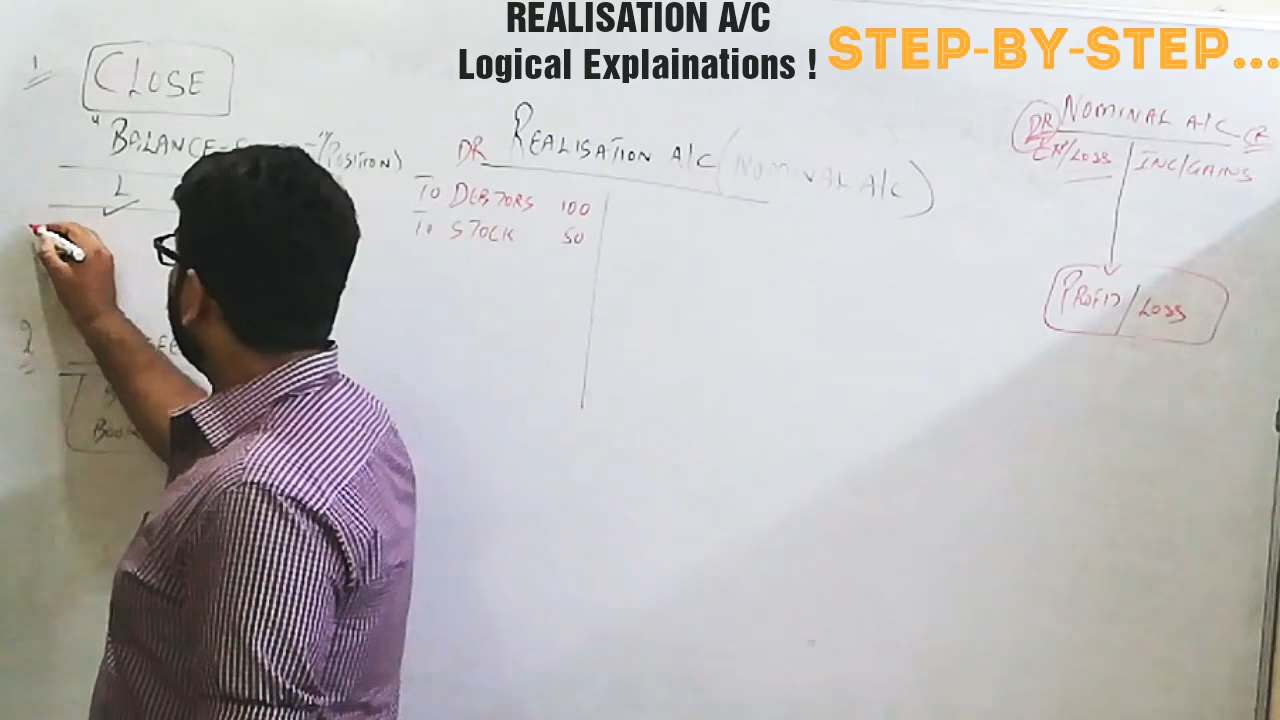 REALISATION A/C
Logical Explainations !
STEP-BY-STEP...
1
CLOSE
"BALANCE-
POSITION)
L
2
DR REALISATION A/C (NOMINAL A/C)
To DEBTORS 100
To STOCK 50
NOMINAL A/C
DR CR
EXP/LOSS INC/GAINS
PROFIT/LOSS